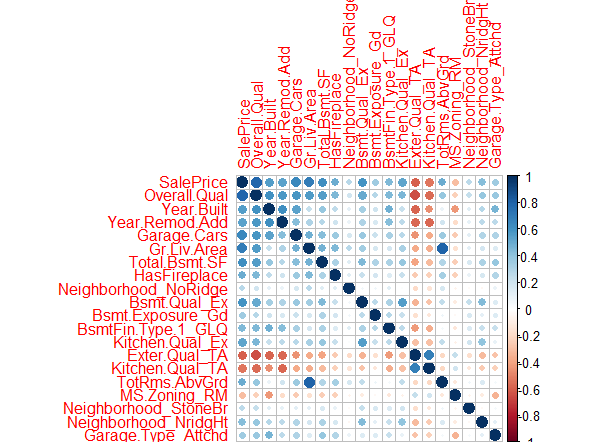 SalePrice
Overall.Qual
Year.Built
Year.Remod.Add
Garage.Cars
Gr.Liv.Area
Total.Bsmt.SF
HasFireplace
Neighborhood_NoRidge
Bsmt.Qual_Ex
Bsmt.Exposure_Gd
BsmtFin.Type.1_GLQ
Kitchen.Qual_Ex
Exter.Qual_TA
Kitchen.Qual_TA
TotRms.AbvGrd
MS.Zoning_RM
Neighborhood_StoneBr
Neighborhood_NridgHt
Garage.Type_Attchd
SalePrice
Overall.Qual
Year.Built
Year.Remod.Add
Garage.Cars
Gr.Liv.Area
Total.Bsmt.SF
HasFireplace
Neighborhood_NoRidge
Bsmt.Qual_Ex
Bsmt.Exposure_Gd
BsmtFin.Type.1_GLQ
Kitchen.Qual_Ex
Exter.Qual_TA
Kitchen.Qual_TA
TotRms.AbvGrd
MS.Zoning_RM
Neighborhood_StoneBr
Neighborhood_NridgHt
Garage.Type_Attchd
1
0.8
0.6
0.4
0.2
0
-0.2
-0.4
-0.6
-0.8
-1